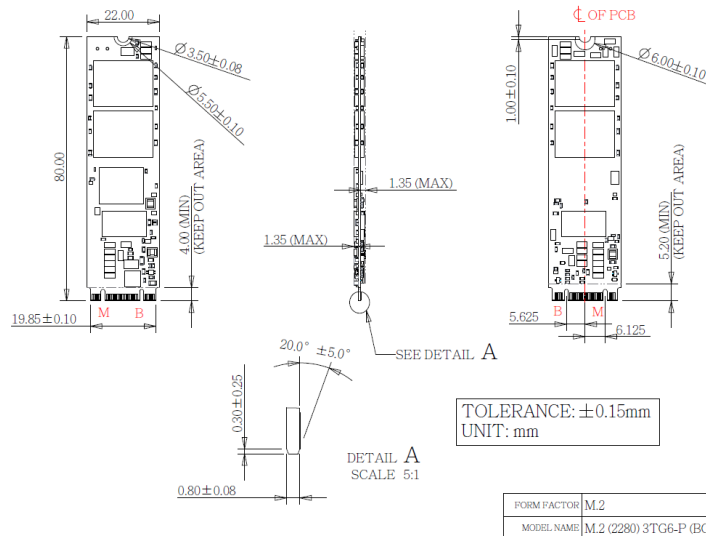 22.00
Ø3.50±0.08
Ø5.50±0.10
80.00
4.00 (MIN)
(KEEP OUT AREA)
M B
19.85±0.10
1.35 (MAX)
1.35 (MAX)
SEE DETAIL A
℄ OF PCB
1.00±0.10
Ø6.00±0.10
5.20 (MIN)
(KEEP OUT AREA)
B M
5.625
6.125
20.0° ±5.0°
0.30±0.25
0.80±0.08
DETAIL A
SCALE 5:1
TOLERANCE: ±0.15mm
UNIT: mm
FORM FACTOR M.2
MODEL NAME M.2 (2280) 3TG6-P (BO